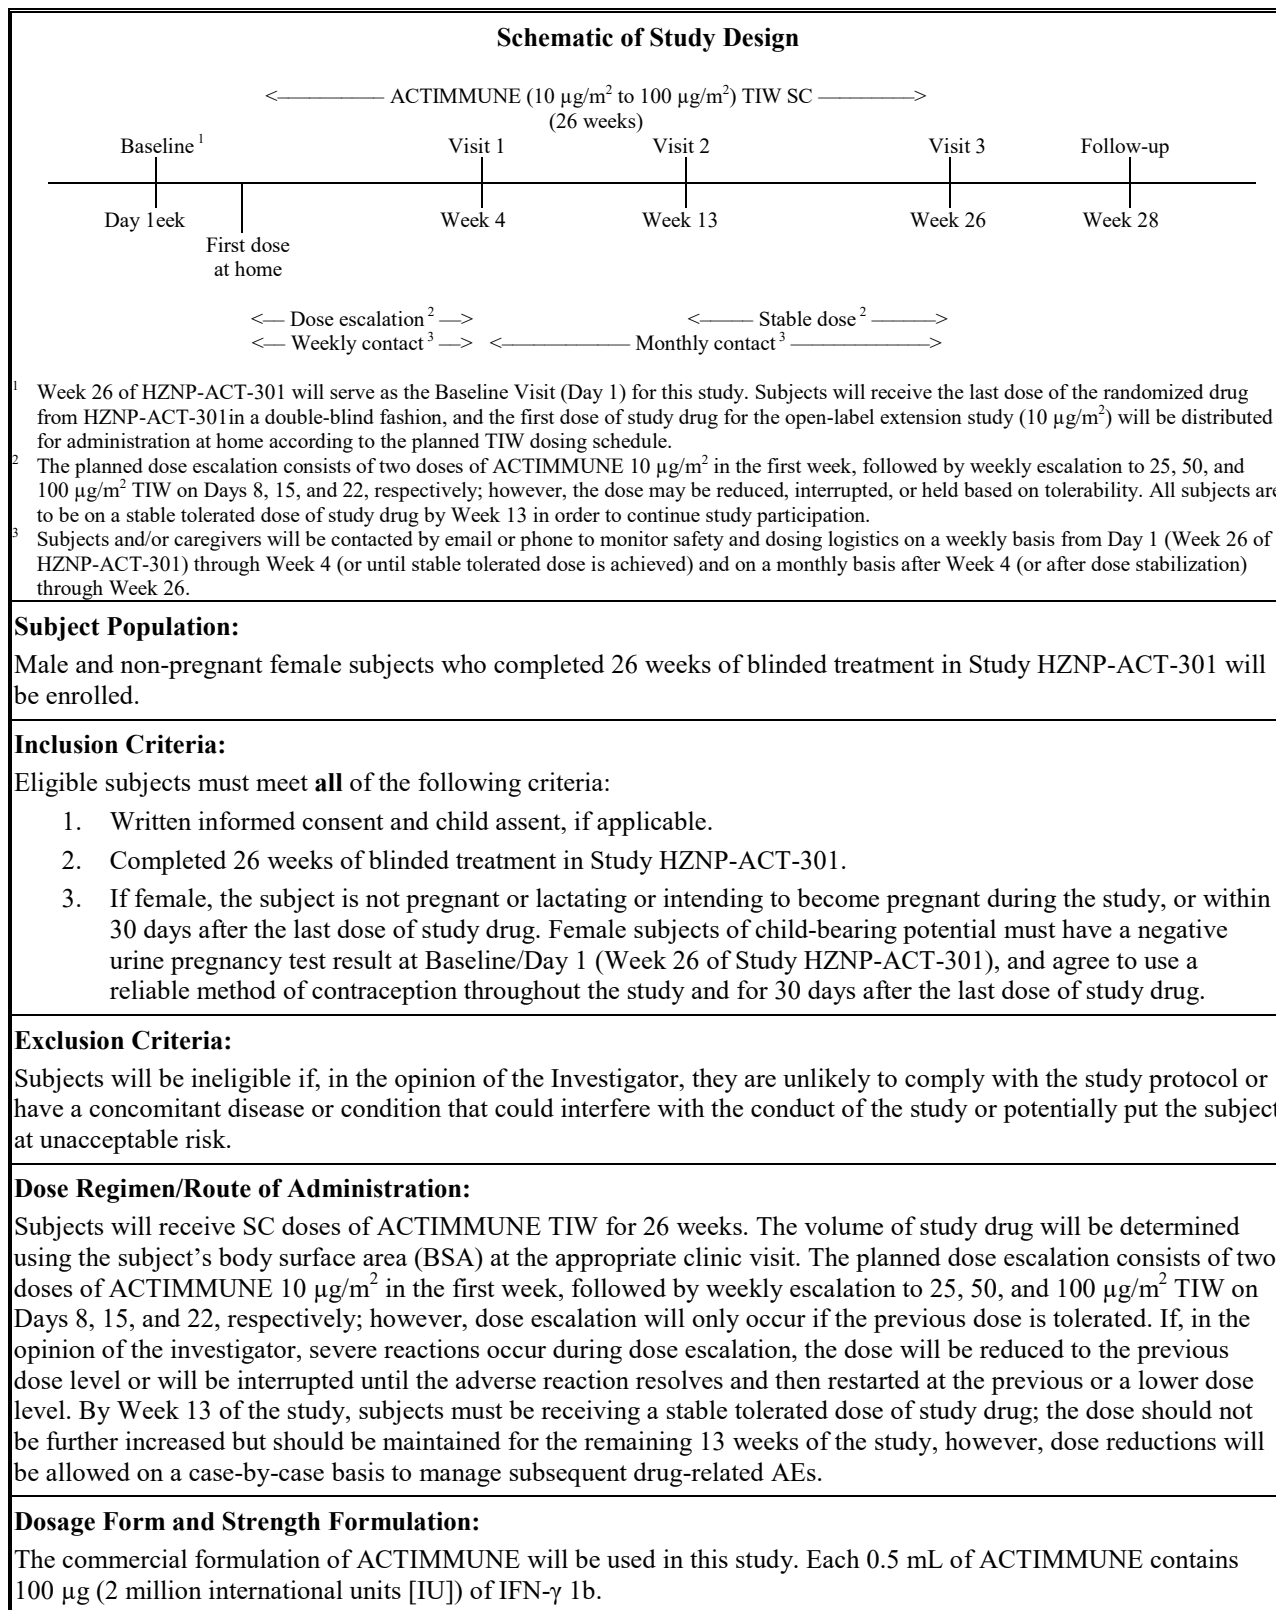 Schematic of Study Design
<——————— ACTIMMUNE (10 µg/m² to 100 µg/m²) TIW SC ———————>
(26 weeks)
Baseline ¹ Visit 1 Visit 2 Visit 3 Follow-up
Day 1eek Week 4 Week 13 Week 26 Week 28
First dose
at home
<–— Dose escalation ² —> <–—— Stable dose ² ——–>
<–— Weekly contact ³ —> <———————— Monthly contact ³ ————————>
¹ Week 26 of HZNP-ACT-301 will serve as the Baseline Visit (Day 1) for this study. Subjects will receive the last dose of the randomized drug
from HZNP-ACT-301in a double-blind fashion, and the first dose of study drug for the open-label extension study (10 µg/m²) will be distributed
for administration at home according to the planned TIW dosing schedule.
² The planned dose escalation consists of two doses of ACTIMMUNE 10 µg/m² in the first week, followed by weekly escalation to 25, 50, and
100 µg/m² TIW on Days 8, 15, and 22, respectively; however, the dose may be reduced, interrupted, or held based on tolerability. All subjects are
to be on a stable tolerated dose of study drug by Week 13 in order to continue study participation.
³ Subjects and/or caregivers will be contacted by email or phone to monitor safety and dosing logistics on a weekly basis from Day 1 (Week 26 of
HZNP-ACT-301) through Week 4 (or until stable tolerated dose is achieved) and on a monthly basis after Week 4 (or after dose stabilization)
through Week 26.
Subject Population:
Male and non-pregnant female subjects who completed 26 weeks of blinded treatment in Study HZNP-ACT-301 will
be enrolled.
Inclusion Criteria:
Eligible subjects must meet all of the following criteria:
1. Written informed consent and child assent, if applicable.
2. Completed 26 weeks of blinded treatment in Study HZNP-ACT-301.
3. If female, the subject is not pregnant or lactating or intending to become pregnant during the study, or within
30 days after the last dose of study drug. Female subjects of child-bearing potential must have a negative
urine pregnancy test result at Baseline/Day 1 (Week 26 of Study HZNP-ACT-301), and agree to use a
reliable method of contraception throughout the study and for 30 days after the last dose of study drug.
Exclusion Criteria:
Subjects will be ineligible if, in the opinion of the Investigator, they are unlikely to comply with the study protocol or
have a concomitant disease or condition that could interfere with the conduct of the study or potentially put the subject
at unacceptable risk.
Dose Regimen/Route of Administration:
Subjects will receive SC doses of ACTIMMUNE TIW for 26 weeks. The volume of study drug will be determined
using the subject’s body surface area (BSA) at the appropriate clinic visit. The planned dose escalation consists of two
doses of ACTIMMUNE 10 µg/m² in the first week, followed by weekly escalation to 25, 50, and 100 µg/m² TIW on
Days 8, 15, and 22, respectively; however, dose escalation will only occur if the previous dose is tolerated. If, in the
opinion of the investigator, severe reactions occur during dose escalation, the dose will be reduced to the previous
dose level or will be interrupted until the adverse reaction resolves and then restarted at the previous or a lower dose
level. By Week 13 of the study, subjects must be receiving a stable tolerated dose of study drug; the dose should not
be further increased but should be maintained for the remaining 13 weeks of the study, however, dose reductions will
be allowed on a case-by-case basis to manage subsequent drug-related AEs.
Dosage Form and Strength Formulation:
The commercial formulation of ACTIMMUNE will be used in this study. Each 0.5 mL of ACTIMMUNE contains
100 µg (2 million international units [IU]) of IFN-γ 1b.